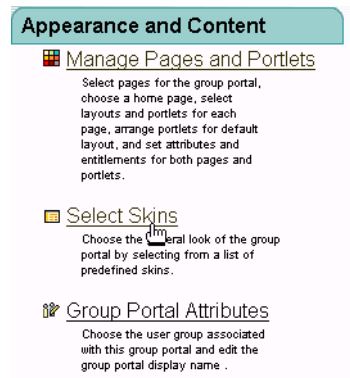 Appearance and Content
Manage Pages and Portlets
Select pages for the group portal,
choose a home page, select
layouts and portlets for each
page, arrange portlets for default
layout, and set attributes and
entitlements for both pages and
portlets.
Select Skins
Choose the look of the group
portal by selecting from a list of
predefined skins.
Group Portal Attributes
Choose the user group associated
with this group portal and edit the
group portal display name .